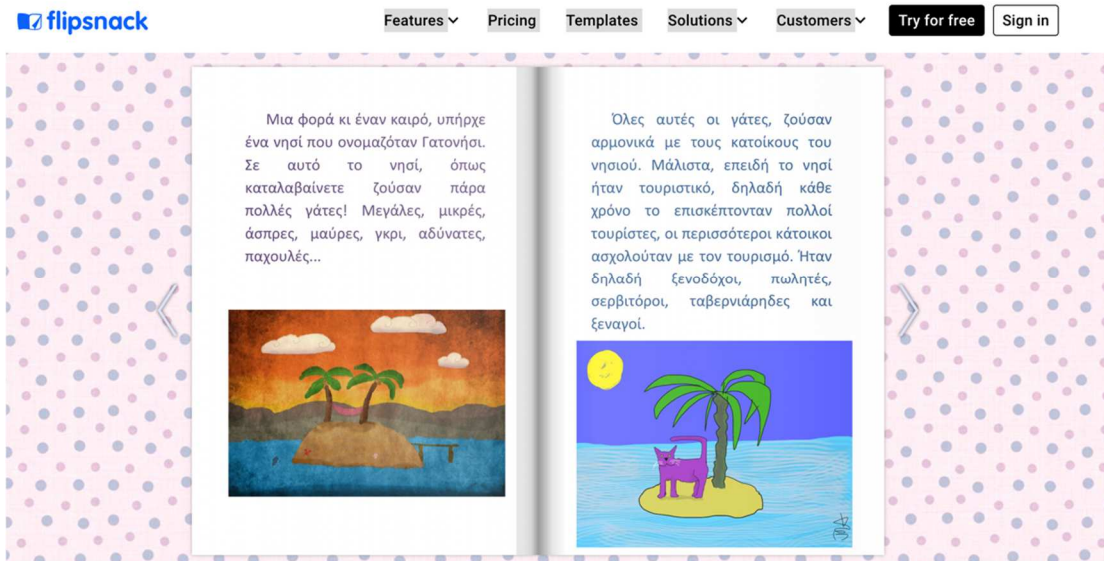 flipsnack
Features
Pricing
Templates
Solutions
Customers
Try for free
Sign in
Μια φορά κι έναν καιρό, υπήρχε
ένα νησί που ονομαζόταν Γατονήσι.
Σε αυτό το νησί, όπως
καταλαβαίνετε ζούσαν πάρα
πολλές γάτες! Μεγάλες, μικρές,
άσπρες, μαύρες, γκρι, αδύνατες,
παχουλές...
Όλες αυτές οι γάτες, ζούσαν
αρμονικά με τους κατοίκους του
νησιού. Μάλιστα, επειδή το νησί
ήταν τουριστικό, δηλαδή κάθε
χρόνο το επισκέπτονταν πολλοί
τουρίστες, οι περισσότεροι κάτοικοι
ασχολούταν με τον τουρισμό. Ήταν
δηλαδή ξενοδόχοι, πωλητές,
σερβιτόροι, ταβερνιάρηδες και
ξεναγοί.